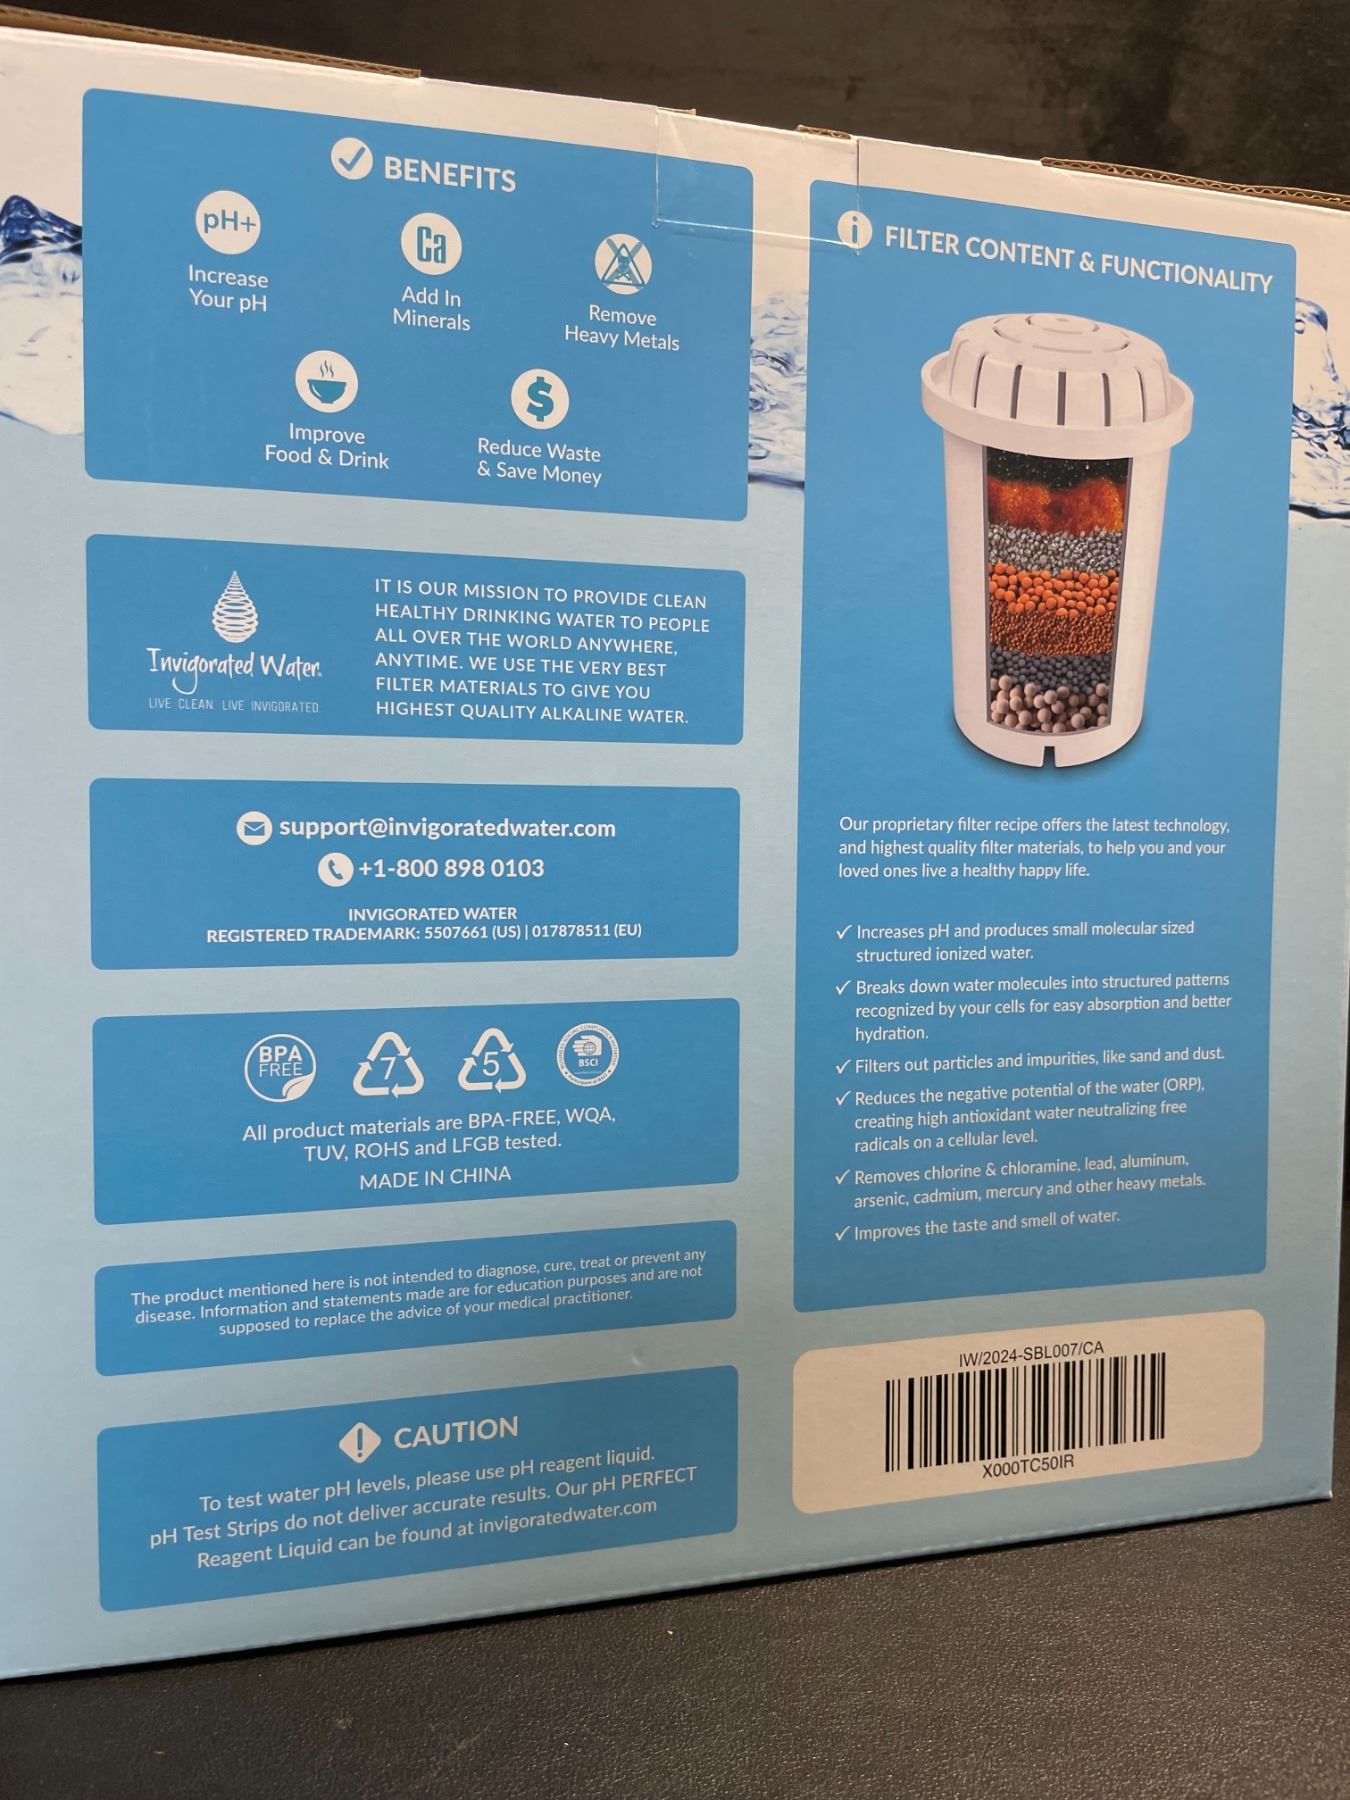 BENEFITS
pH+
Increase
Your pH
Ca
Add In
Minerals
Remove
Heavy Metals
Improve
Food & Drink
$
Reduce Waste
& Save Money
Invigorated Water®
LIVE CLEAN. LIVE INVIGORATED.
IT IS OUR MISSION TO PROVIDE CLEAN
HEALTHY DRINKING WATER TO PEOPLE
ALL OVER THE WORLD ANYWHERE,
ANYTIME. WE USE THE VERY BEST
FILTER MATERIALS TO GIVE YOU
HIGHEST QUALITY ALKALINE WATER.
support@invigoratedwater.com
+1-800 898 0103
INVIGORATED WATER
REGISTERED TRADEMARK: 5507661 (US) | 017878511 (EU)
BPA
FREE
7
5
BSCI
All product materials are BPA-FREE, WQA,
TUV, ROHS and LFGB tested.
MADE IN CHINA
The product mentioned here is not intended to diagnose, cure, treat or prevent any
disease. Information and statements made are for education purposes and are not
supposed to replace the advice of your medical practitioner.
CAUTION
To test water pH levels, please use pH reagent liquid.
pH Test Strips do not deliver accurate results. Our pH PERFECT
Reagent Liquid can be found at invigoratedwater.com
i FILTER CONTENT & FUNCTIONALITY
Our proprietary filter recipe offers the latest technology,
and highest quality filter materials, to help you and your
loved ones live a healthy happy life.
✓ Increases pH and produces small molecular sized
structured ionized water.
✓ Breaks down water molecules into structured patterns
recognized by your cells for easy absorption and better
hydration.
✓ Filters out particles and impurities, like sand and dust.
✓ Reduces the negative potential of the water (ORP),
creating high antioxidant water neutralizing free
radicals on a cellular level.
✓ Removes chlorine & chloramine, lead, aluminum,
arsenic, cadmium, mercury and other heavy metals.
✓ Improves the taste and smell of water.
IW/2024-SBL007/CA
X000TC50IR